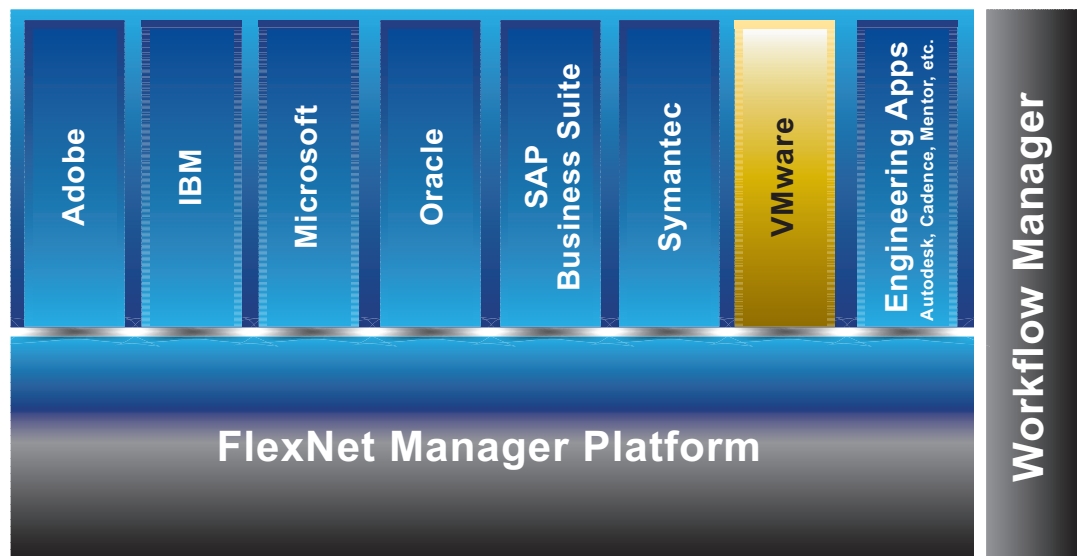 Adobe
IBM
Microsoft
Oracle
SAP
Business Suite
Symantec
VMware
Engineering Apps
Autodesk, Cadence, Mentor, etc.
Workflow Manager
FlexNet Manager Platform